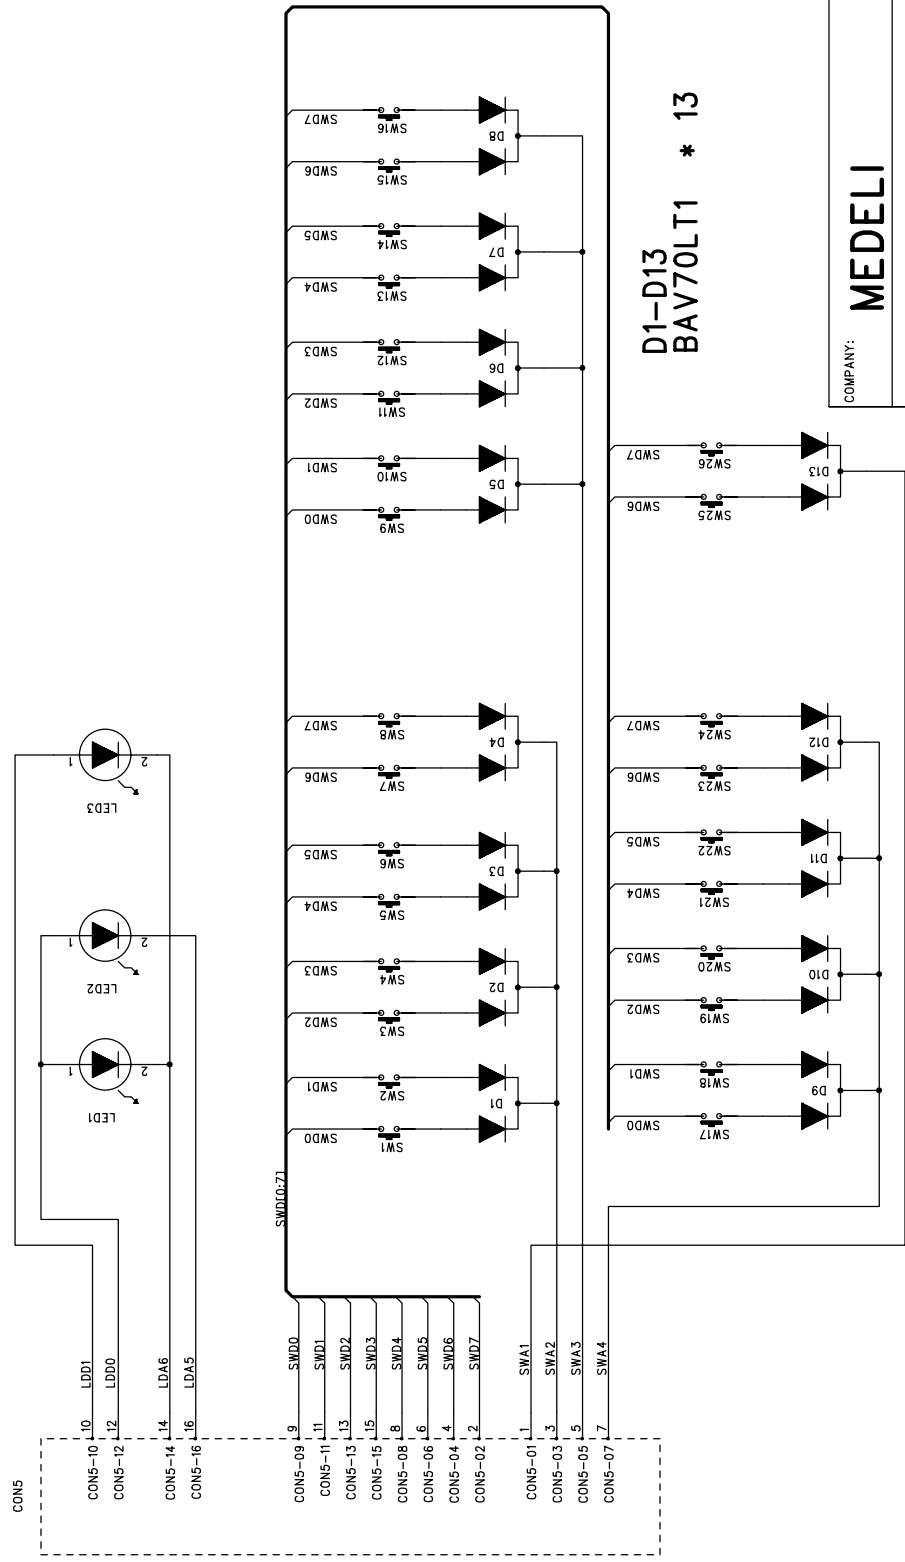 SWD7
SW16
D8
SWD6
SW15
SWD5
SW14
D7
SWD4
SW13
SWD3
SW12
D6
SWD2
SW11
SWD1
SW10
D5
SWD0
SW9
D1-D13
BAV70LT1 * 13
COMPANY:
MEDELI
SWD7
SW26
D13
SWD6
SW25
1
2
LED3
1
2
LED2
1
2
LED1
SWD7
SW8
D4
SWD6
SW7
SWD5
SW6
D3
SWD4
SW5
SWD3
SW4
D2
SWD2
SW3
SWD1
SW2
D1
SWD0
SW1
SWD7
SW24
D12
SWD6
SW23
SWD5
SW22
D11
SWD4
SW21
SWD3
SW20
D10
SWD2
SW19
SWD1
SW18
D9
SWD0
SW17
SWD[0:7]
CON5
CON5-10 10 LDD1
CON5-12 12 LDD0
CON5-14 14 LDA6
CON5-16 16 LDA5
CON5-09 9 SWD0
CON5-11 11 SWD1
CON5-13 13 SWD2
CON5-15 15 SWD3
CON5-08 8 SWD4
CON5-06 6 SWD5
CON5-04 4 SWD6
CON5-02 2 SWD7
CON5-01 1 SWA1
CON5-03 3 SWA2
CON5-05 5 SWA3
CON5-07 7 SWA4